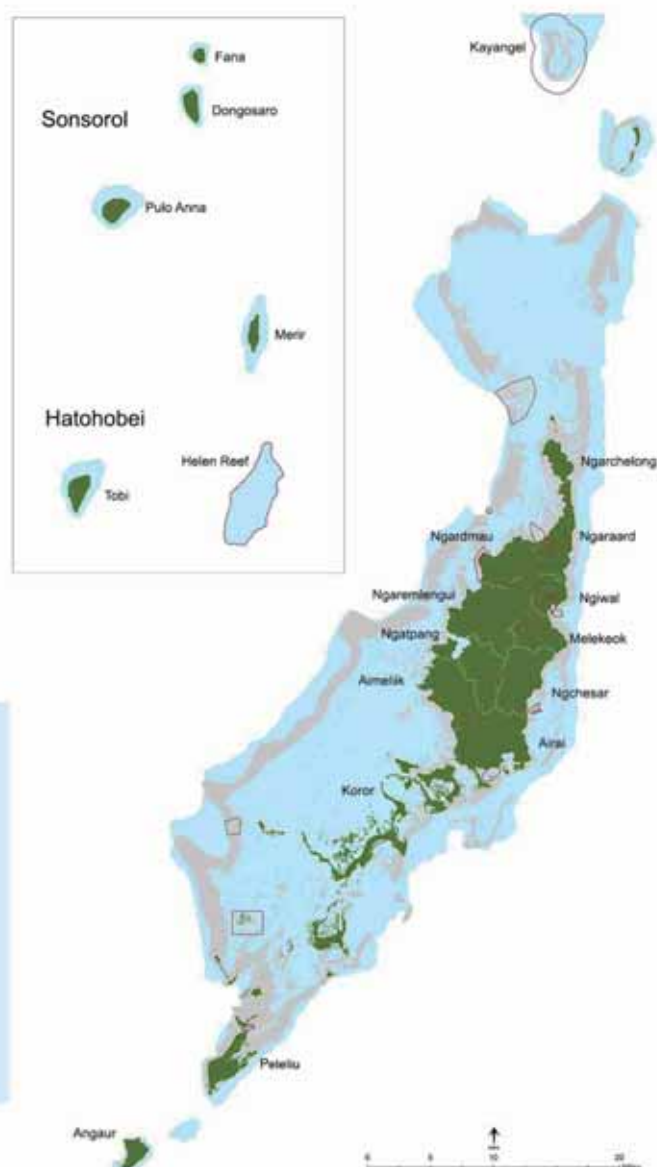 Fana
Dongosaro
Sonsorol
Pulo Anna
Merir
Hatohobei
Helen Reef
Tobi
Kayangel
Ngarchelong
Ngardmau
Ngaraard
Ngaremlengui
Ngiwal
Ngatpang
Melekeok
Aimeliik
Ngchesar
Airai
Koror
Peleliu
Angaur
10
20